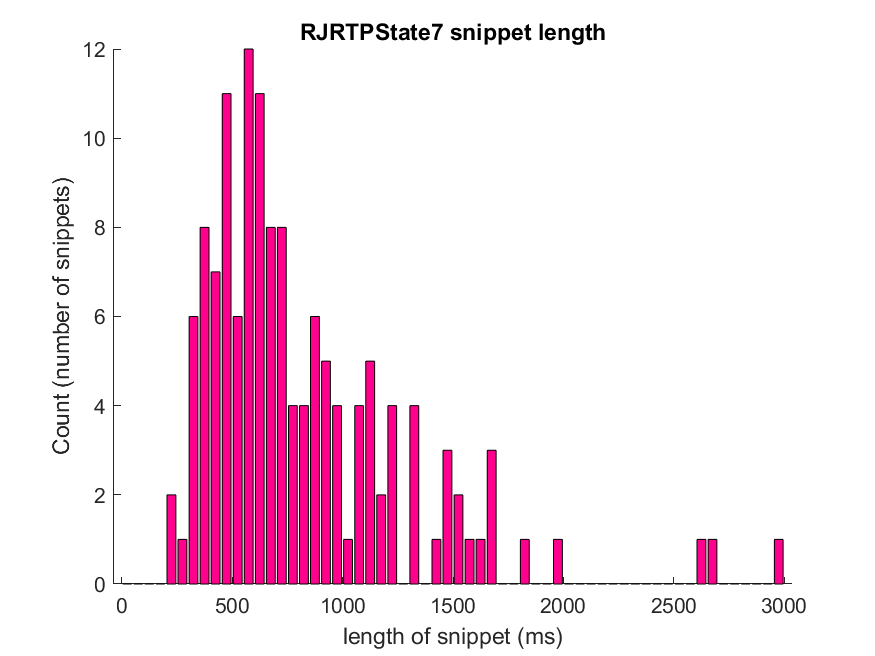 RJRTPState7 snippet length
12
10
8
6
4
2
0
Count (number of snippets)
0 500 1000 1500 2000 2500 3000
length of snippet (ms)